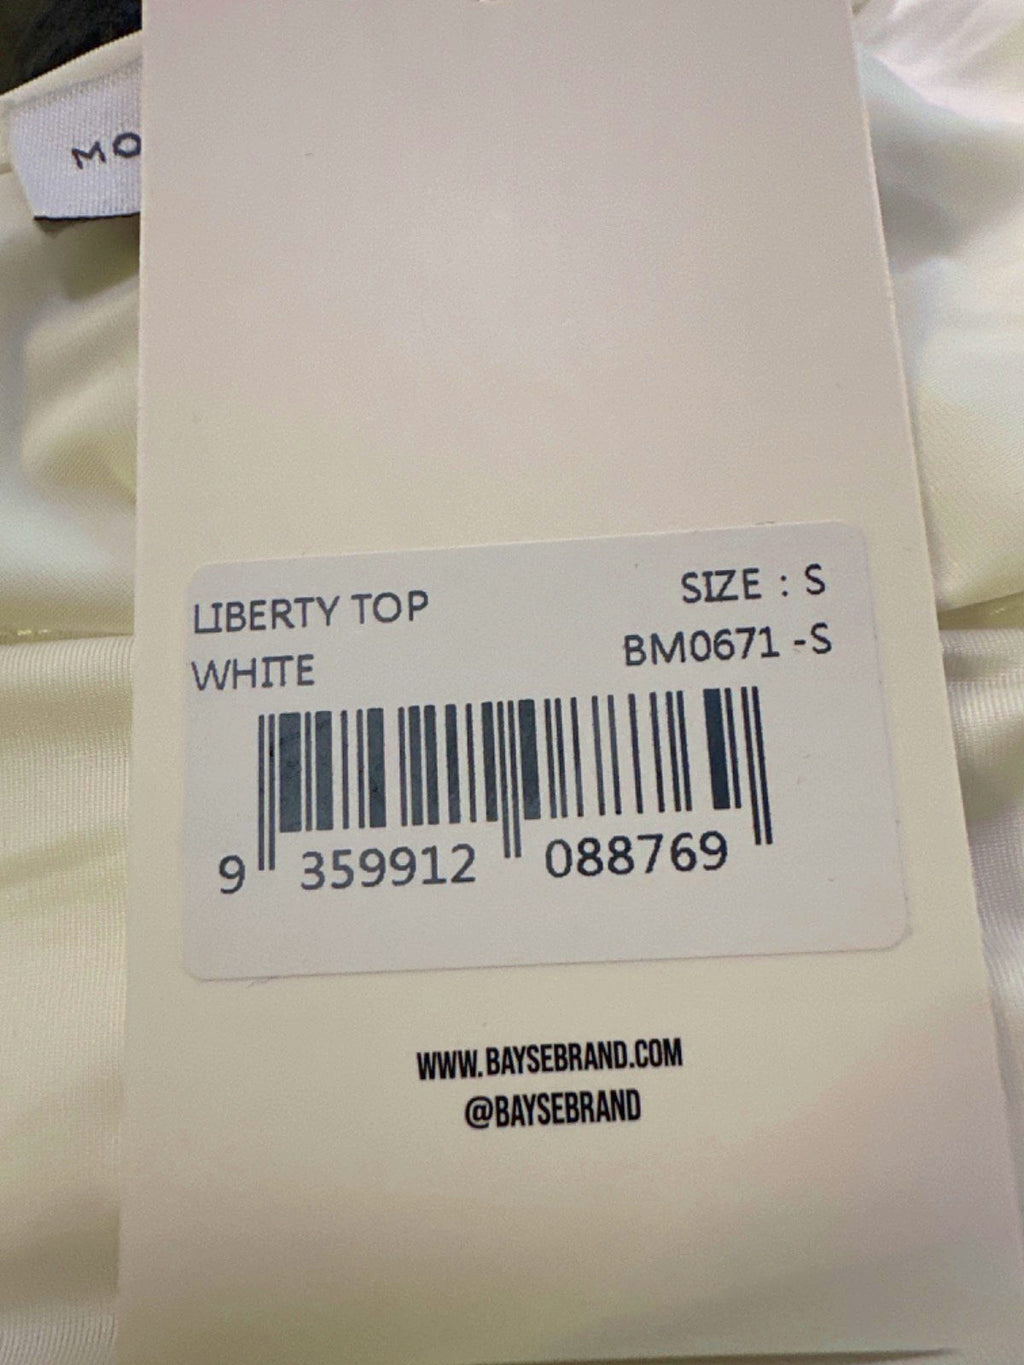 MO
LIBERTY TOP
SIZE : S
WHITE
BM0671 -S
9 359912 088769
WWW.BAYSEBRAND.COM
@BAYSEBRAND